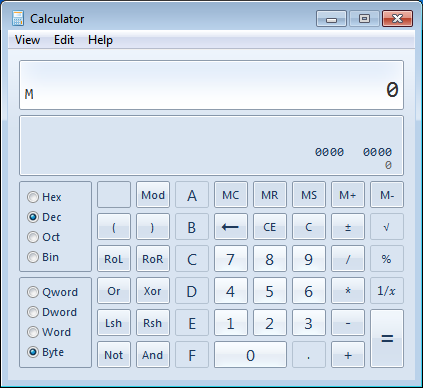 Calculator
View Edit Help
M 0
0000 0000
0
Hex
Dec
Oct
Bin
Qword
Dword
Word
Byte
Mod A MC MR MS M+ M-
( ) B ← CE C ± √
RoL RoR C 7 8 9 / %
Or Xor D 4 5 6 * 1/x
Lsh Rsh E 1 2 3 - =
Not And F 0 . +